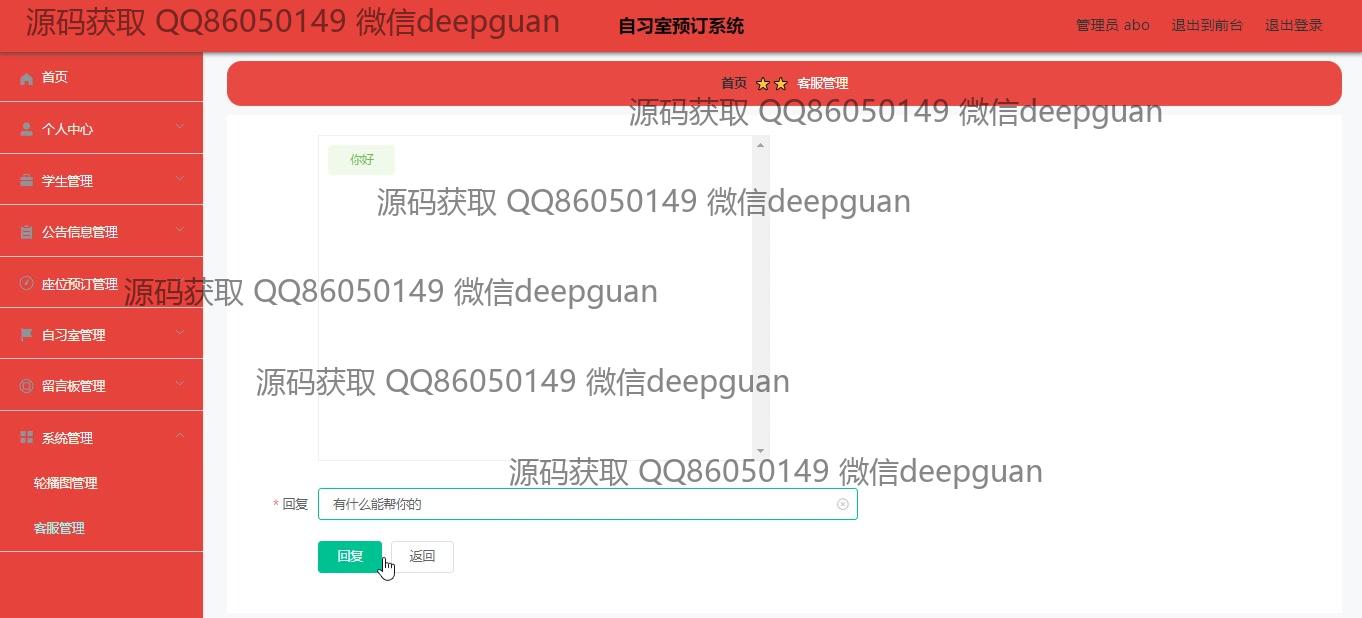 源码获取 QQ86050149 微信deepguan
自习室预订系统
管理员 abo 退出到前台 退出登录
首页
首页 客服管理
源码获取 QQ86050149 微信deepguan
个人中心
你好
学生管理
源码获取 QQ86050149 微信deepguan
公告信息管理
座位预订管理
源码获取 QQ86050149 微信deepguan
自习室管理
留言板管理
源码获取 QQ86050149 微信deepguan
系统管理
源码获取 QQ86050149 微信deepguan
轮播图管理
* 回复 有什么能帮你的
客服管理
回复 返回